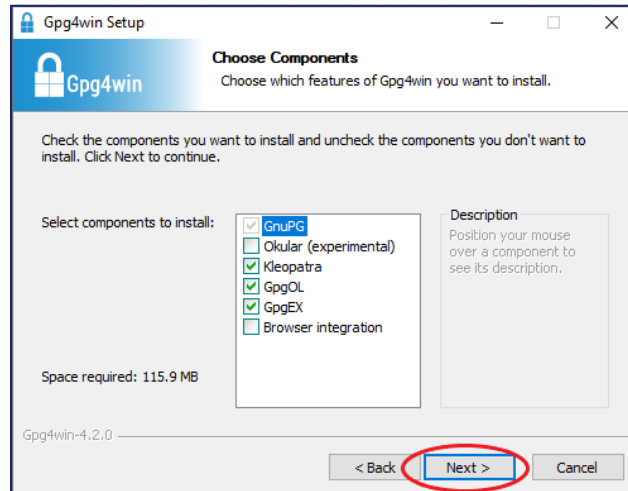 Gpg4win Setup
Gpg4win
Choose Components
Choose which features of Gpg4win you want to install.
Check the components you want to install and uncheck the components you don't want to
install. Click Next to continue.
Select components to install:
GnuPG
Okular (experimental)
Kleopatra
GpgOL
GpgEX
Browser integration
Description
Position your mouse
over a component to
see its description.
Space required: 115.9 MB
Gpg4win-4.2.0
< Back
Next >
Cancel